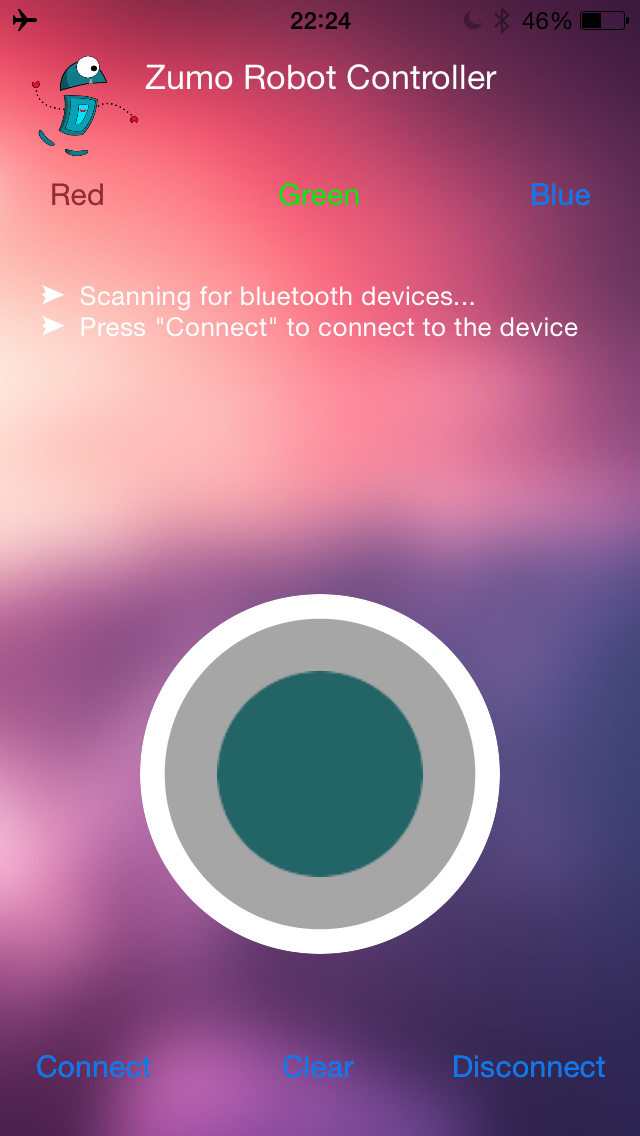 22:24 46%
Zumo Robot Controller
Red Green Blue
Scanning for bluetooth devices...
Press "Connect" to connect to the device
Connect Clear Disconnect